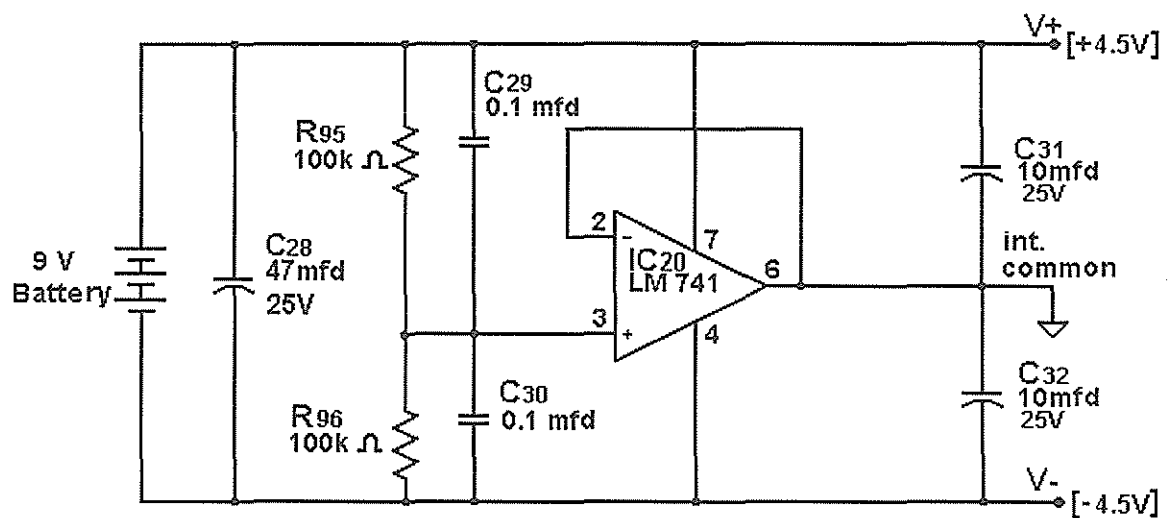 V+
[+4.5V]
C29
0.1 mfd
R95
100k Ω
C31
10mfd
25V
2
-
7
IC20
LM 741
6
int.
common
9 V
Battery
C28
47mfd
25V
3
+
4
C30
0.1 mfd
C32
10mfd
25V
R96
100k Ω
V-
[-4.5V]